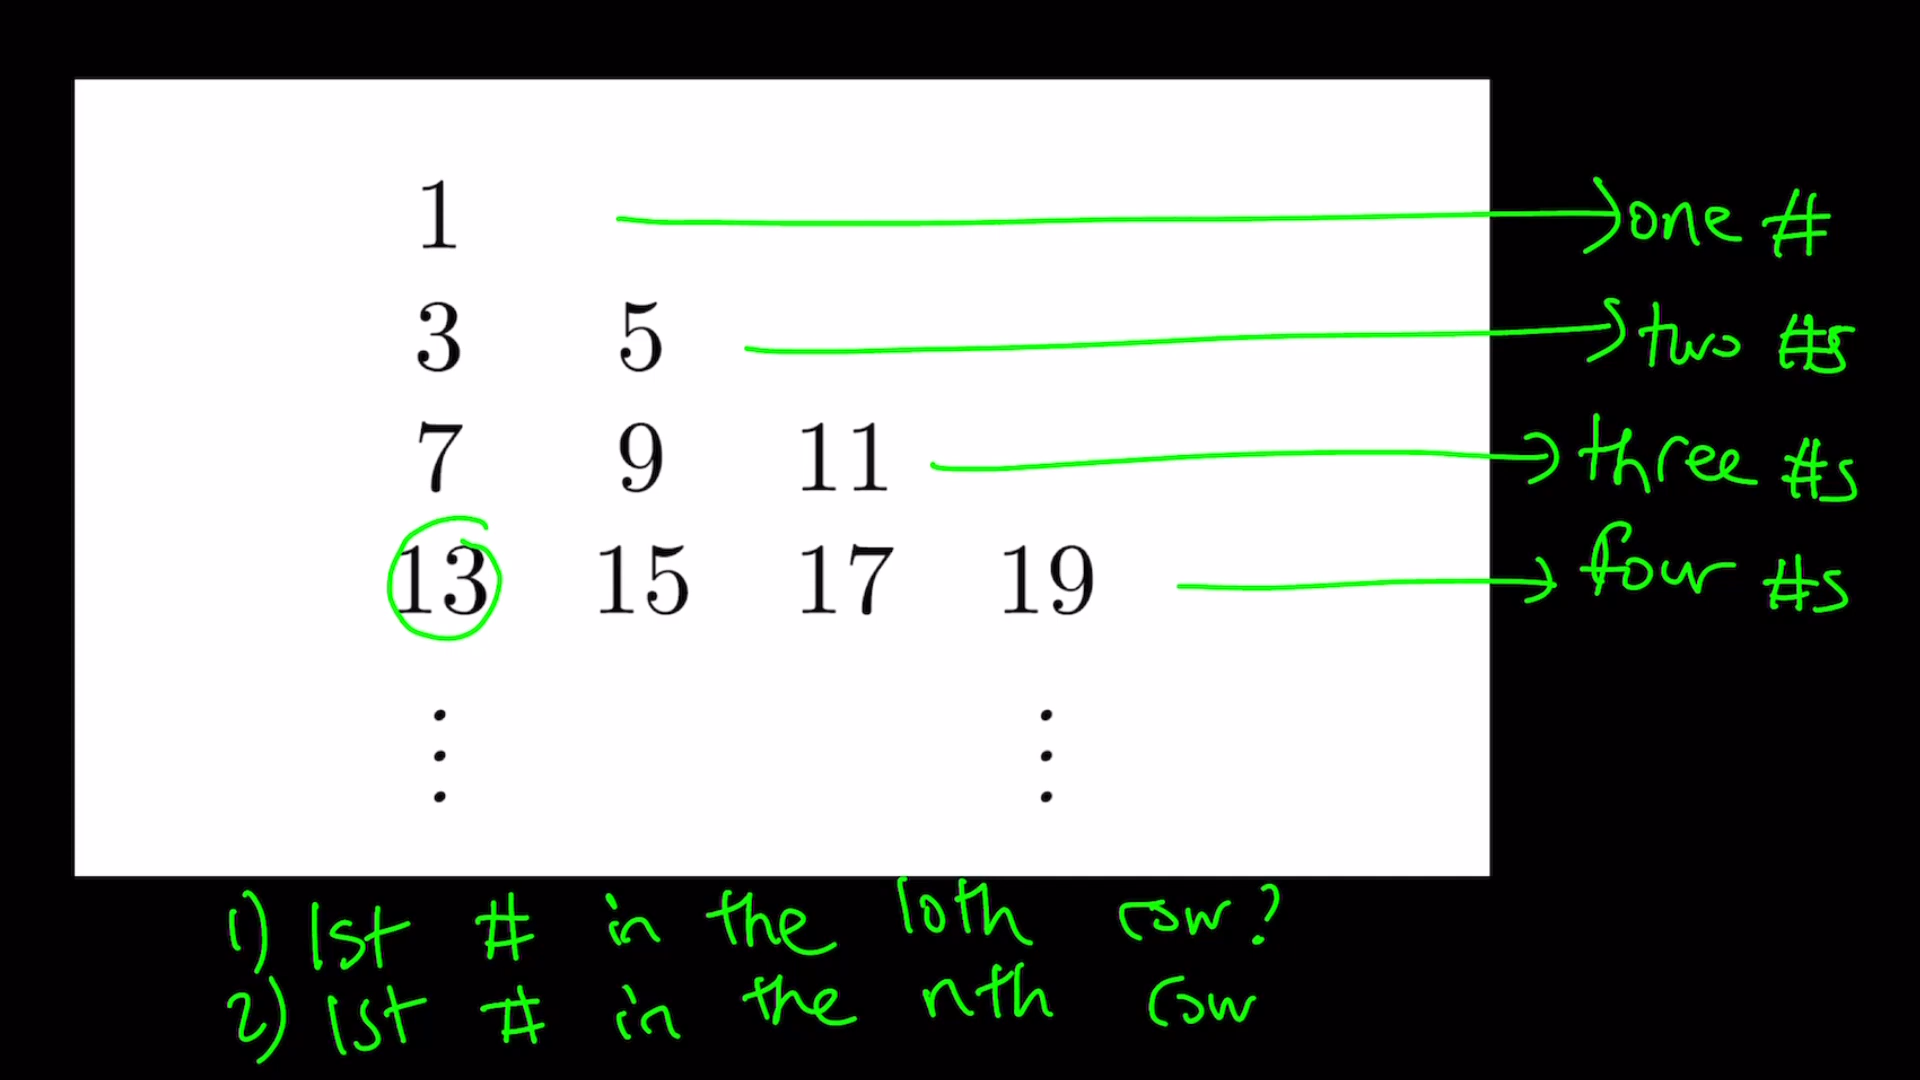 1 one #
3 5 two #s
7 9 11 three #s
13 15 17 19 four #s
⋮ ⋮
1) 1st # in the 10th row?
2) 1st # in the nth row